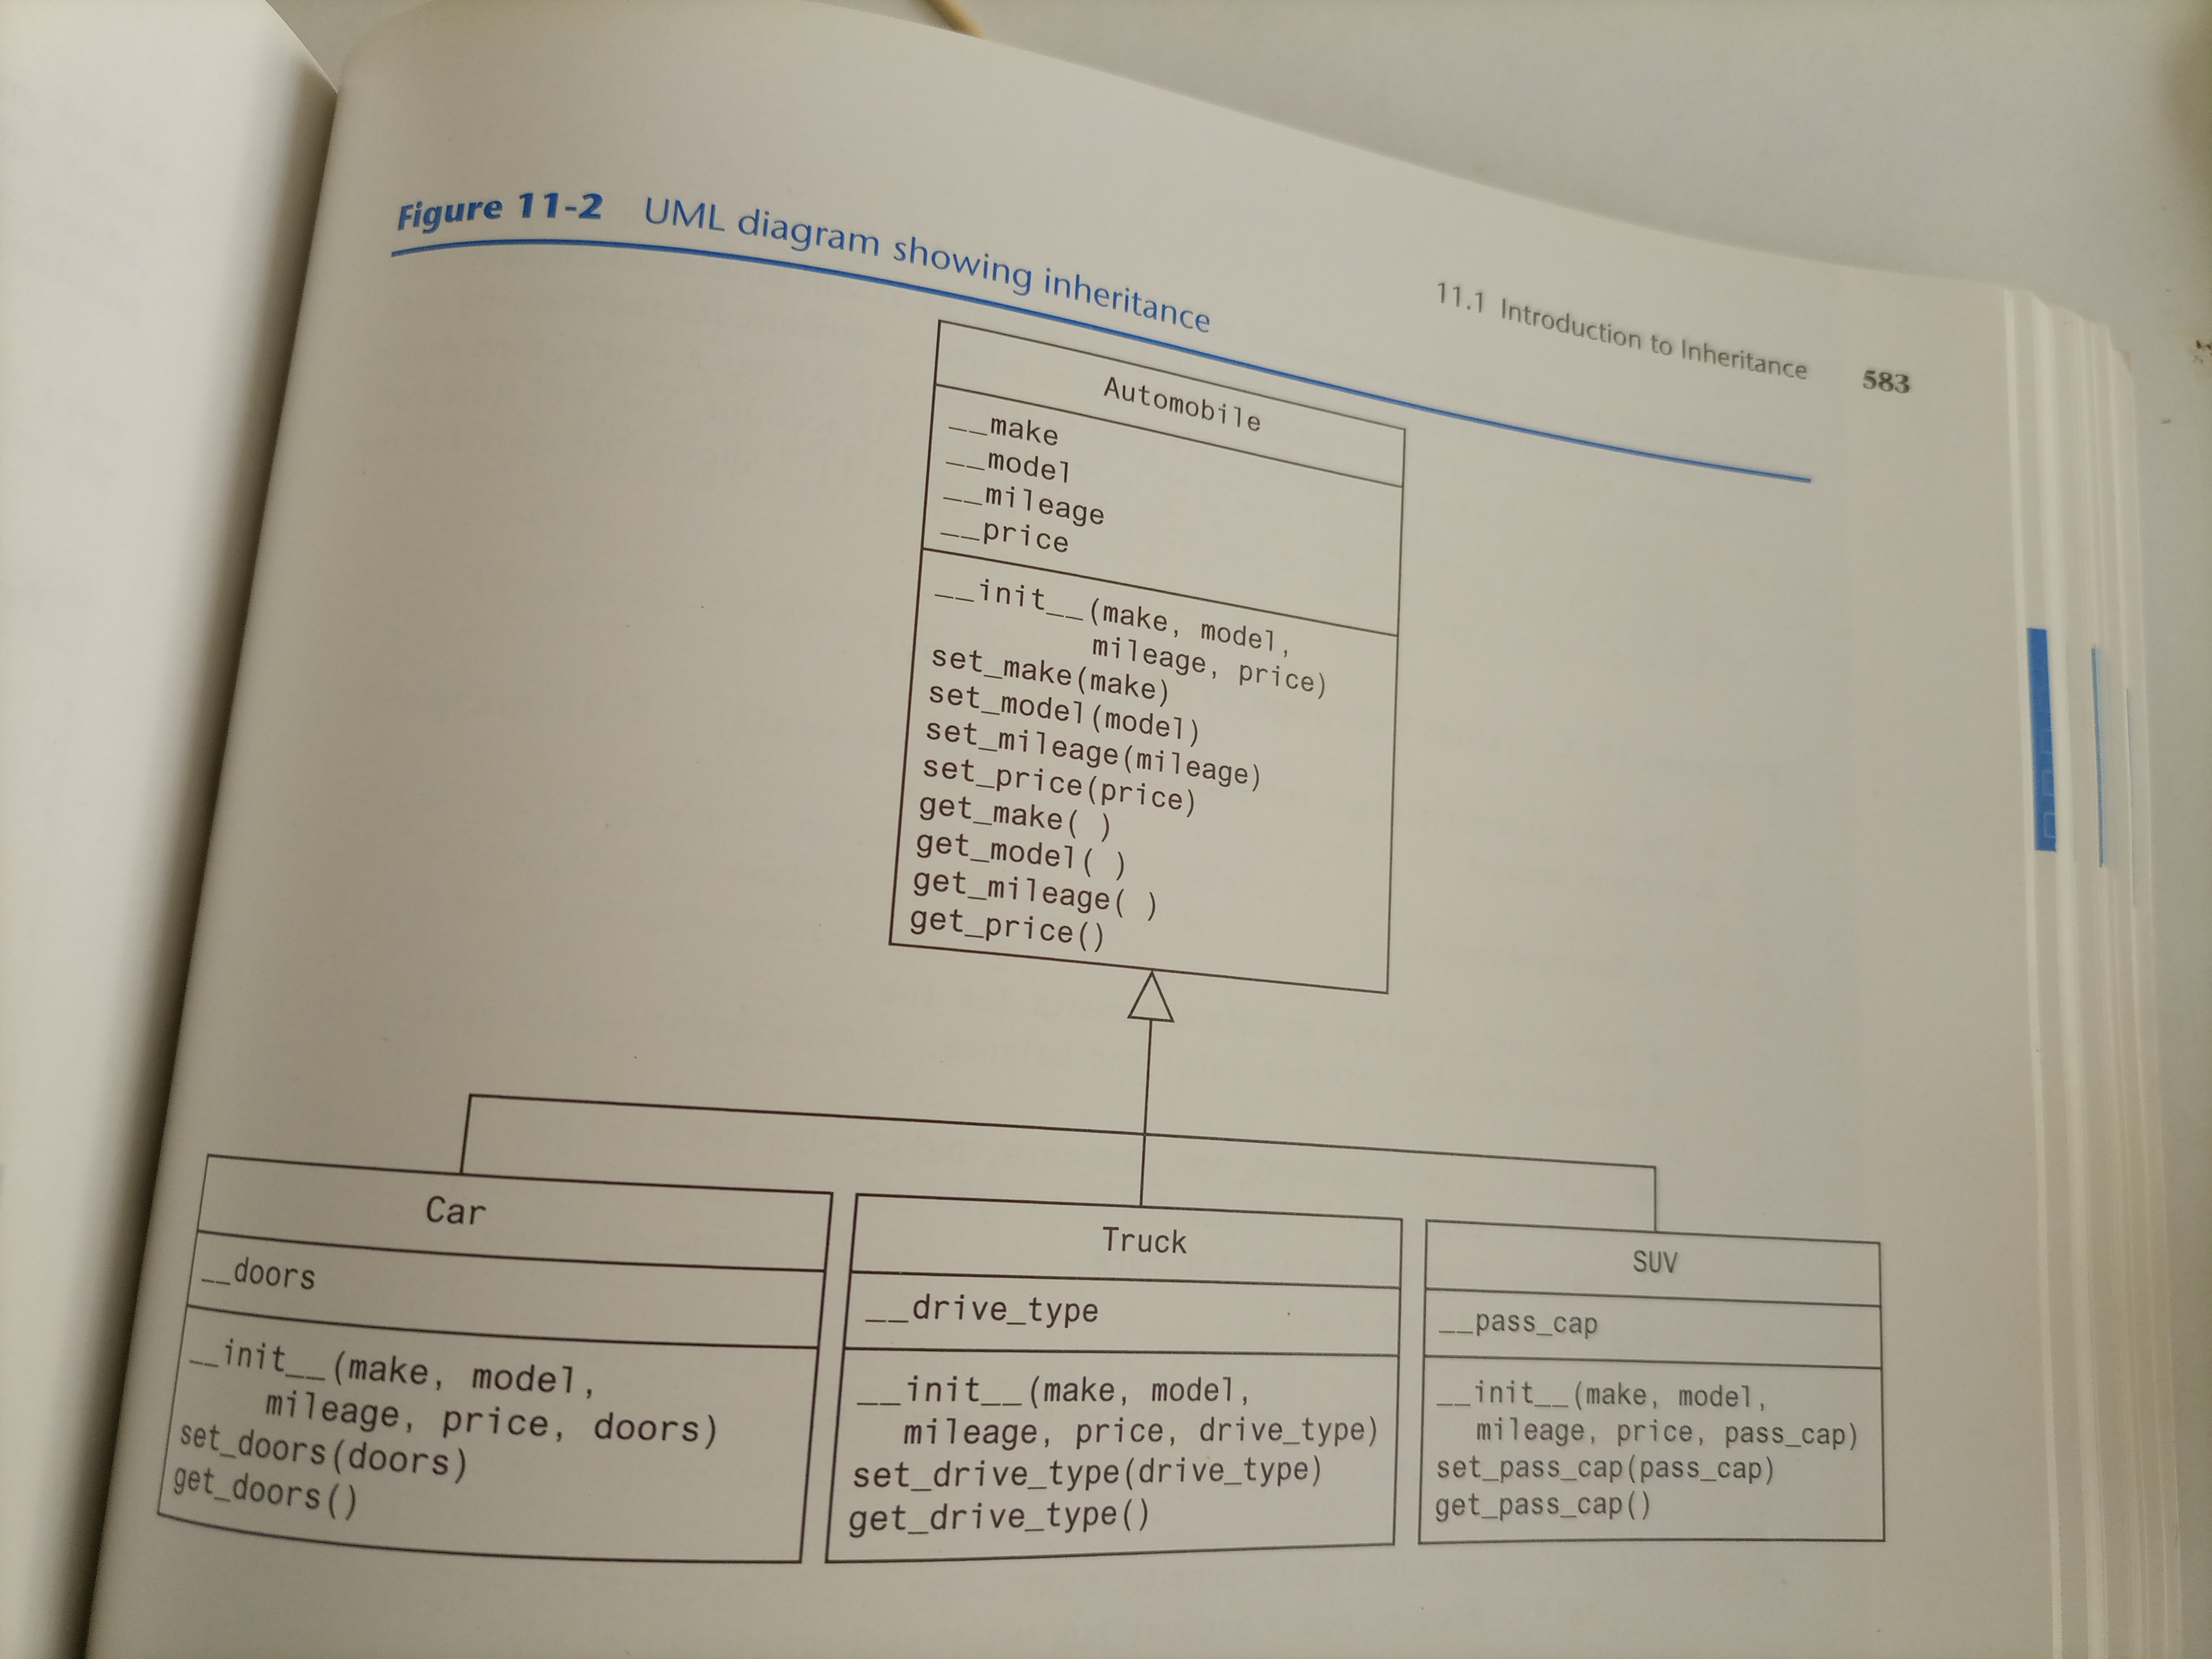 11.1 Introduction to Inheritance 583
Figure 11-2 UML diagram showing inheritance
Automobile
__make
__model
__mileage
__price
__init__(make, model,
mileage, price)
set_make(make)
set_model(model)
set_mileage(mileage)
set_price(price)
get_make( )
get_model( )
get_mileage( )
get_price()
Car
__doors
__init__(make, model,
mileage, price, doors)
set_doors(doors)
get_doors()
Truck
__drive_type
__init__(make, model,
mileage, price, drive_type)
set_drive_type(drive_type)
get_drive_type()
SUV
__pass_cap
__init__(make, model,
mileage, price, pass_cap)
set_pass_cap(pass_cap)
get_pass_cap()